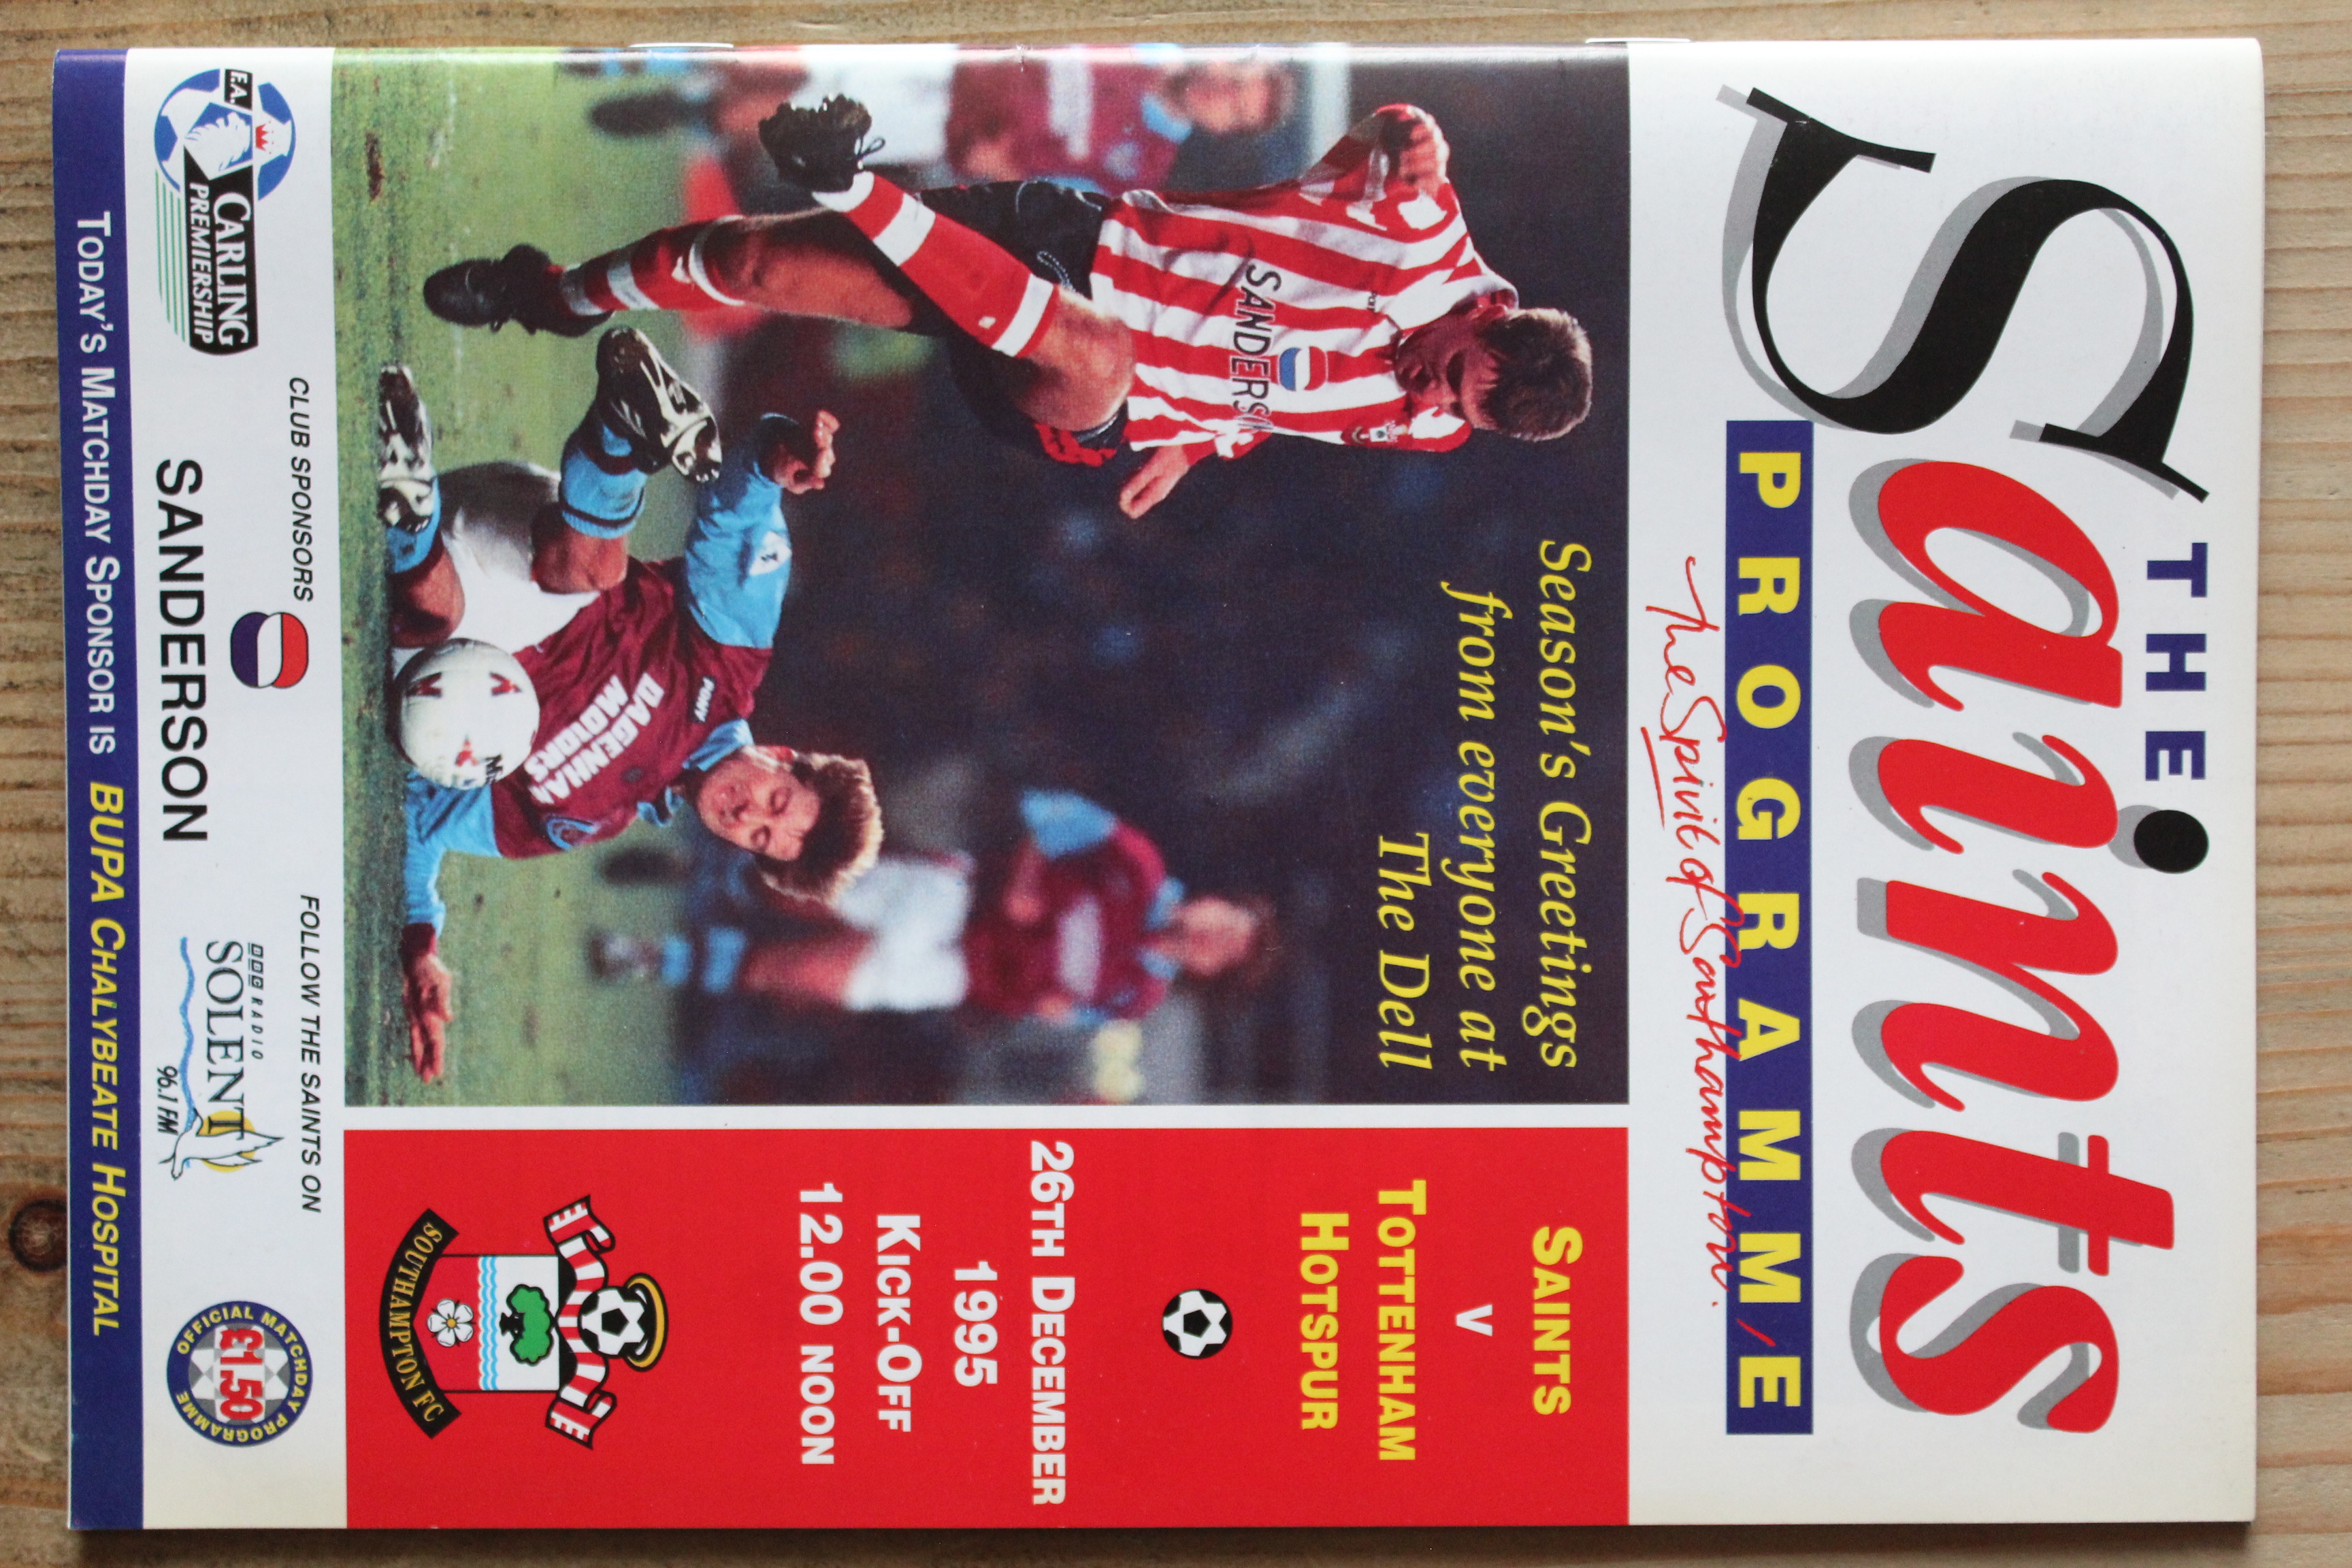 THE
Saints
PROGRAMME
The Spirit of Southampton.
Season's Greetings
from everyone at
The Dell
SANDERSON
PONY
DAGENHAM
MOTORS
SAINTS
V
TOTTENHAM
HOTSPUR
26TH DECEMBER
1995
KICK-OFF
12.00 NOON
SOUTHAMPTON FC
F.A.
CARLING
PREMIERSHIP
CLUB SPONSORS
SANDERSON
FOLLOW THE SAINTS ON
BBC RADIO
SOLENT
96.1 FM
OFFICIAL MATCHDAY PROGRAMME
£1.50
TODAY'S MATCHDAY SPONSOR IS BUPA CHALYBEATE HOSPITAL